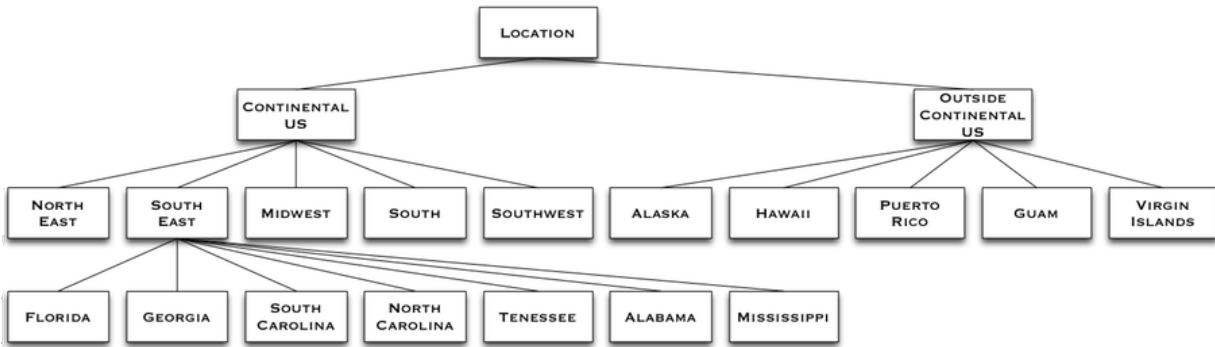 LOCATION
CONTINENTAL
US
OUTSIDE
CONTINENTAL
US
NORTH
EAST
SOUTH
EAST
MIDWEST
SOUTH
SOUTHWEST
ALASKA
HAWAII
PUERTO
RICO
GUAM
VIRGIN
ISLANDS
FLORIDA
GEORGIA
SOUTH
CAROLINA
NORTH
CAROLINA
TENESSEE
ALABAMA
MISSISSIPPI